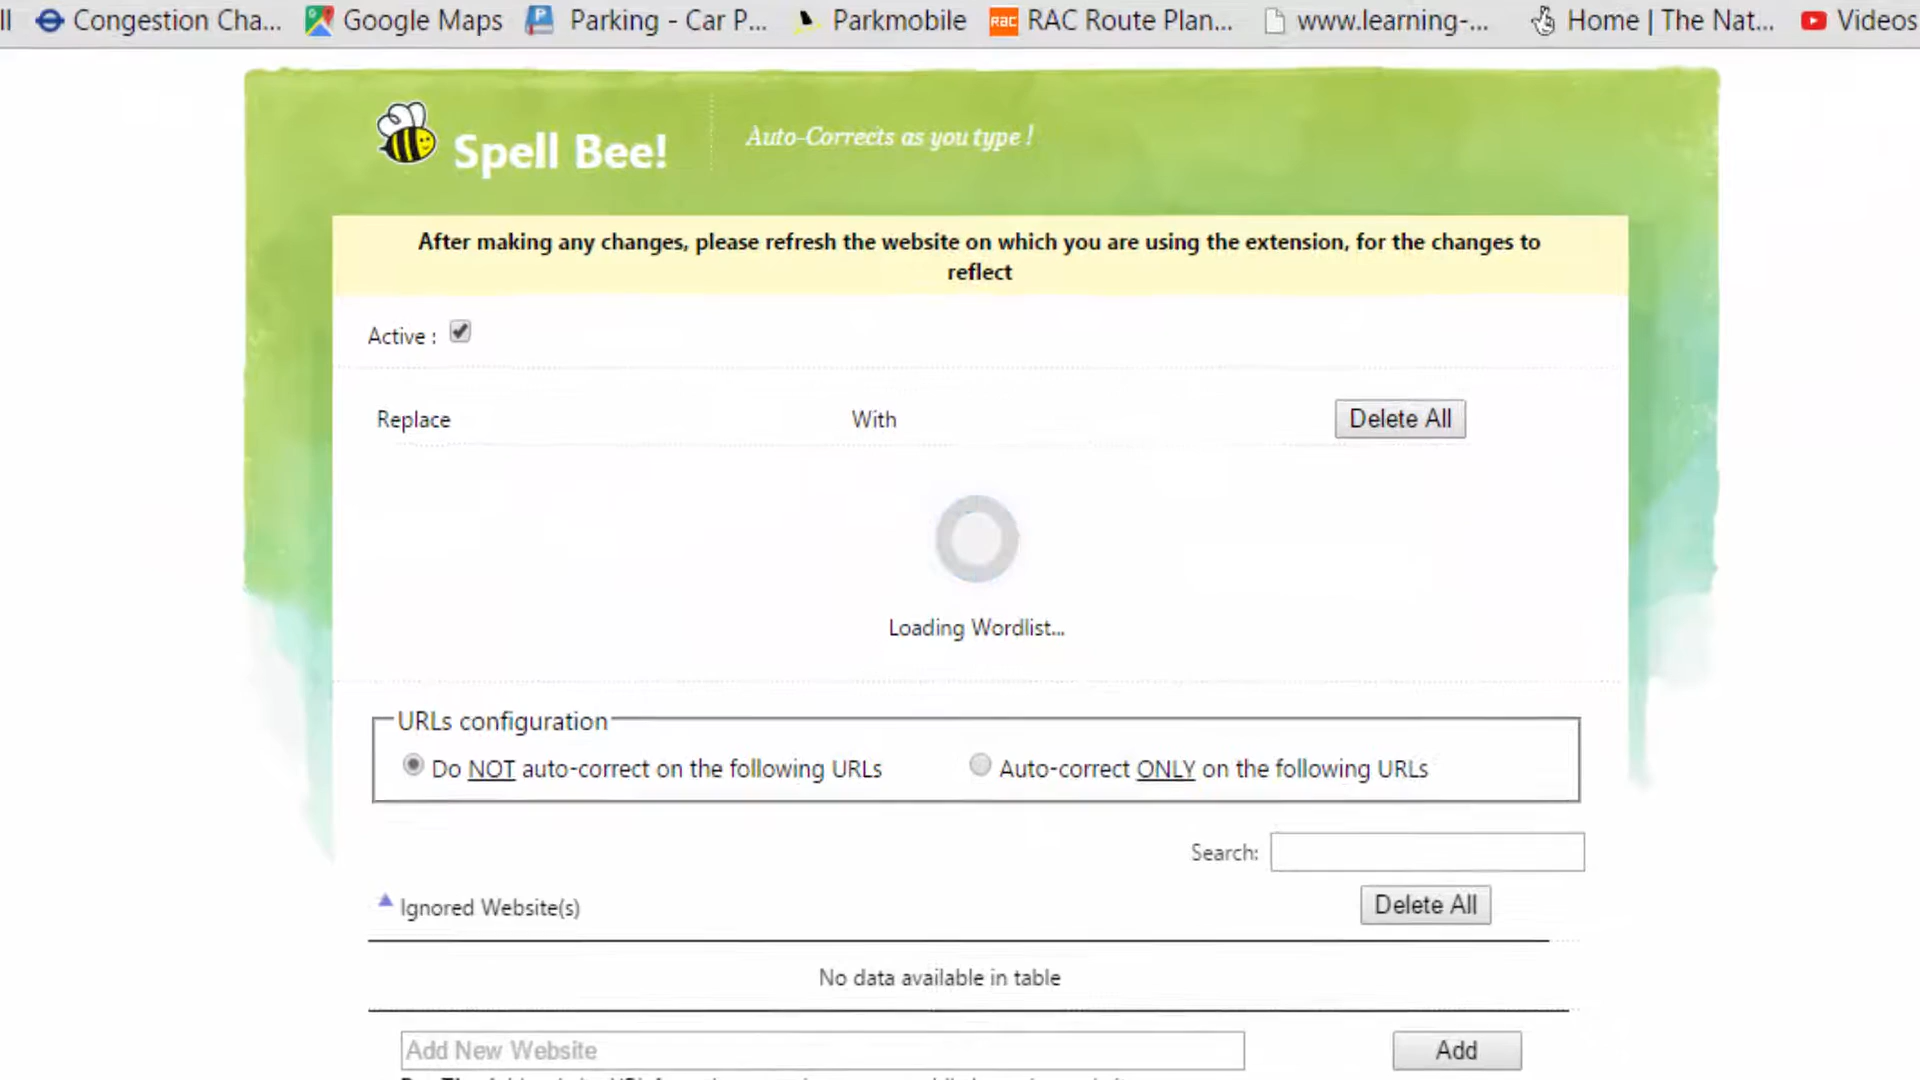 ll Congestion Cha... Google Maps Parking - Car P... Parkmobile RAC RAC Route Plan... www.learning-... Home | The Nat... Videos
Spell Bee!
Auto-Corrects as you type !
After making any changes, please refresh the website on which you are using the extension, for the changes to
reflect
Active :
Replace With Delete All
Loading Wordlist...
URLs configuration
Do NOT auto-correct on the following URLs Auto-correct ONLY on the following URLs
Search:
Ignored Website(s) Delete All
No data available in table
Add New Website Add